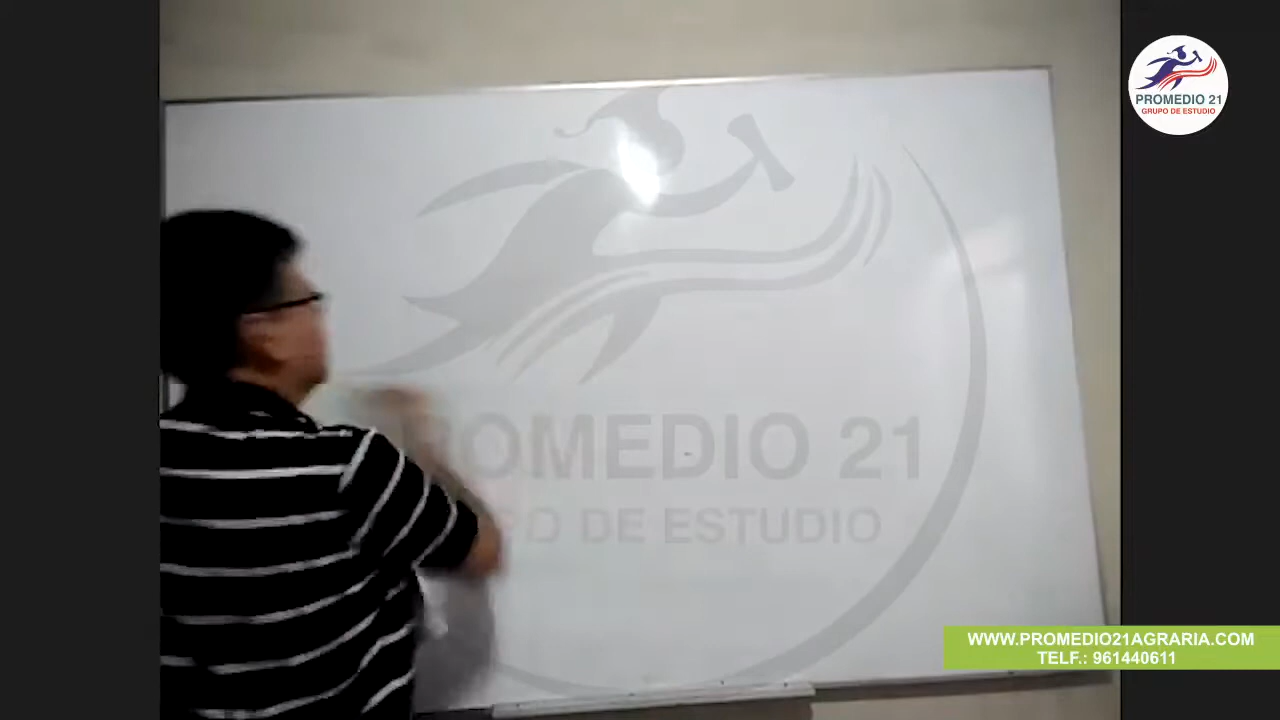 PROMEDIO 21
GRUPO DE ESTUDIO
ROMEDIO 21
DE ESTUDIO
WWW.PROMEDIO21AGRARIA.COM
TELF.: 961440611